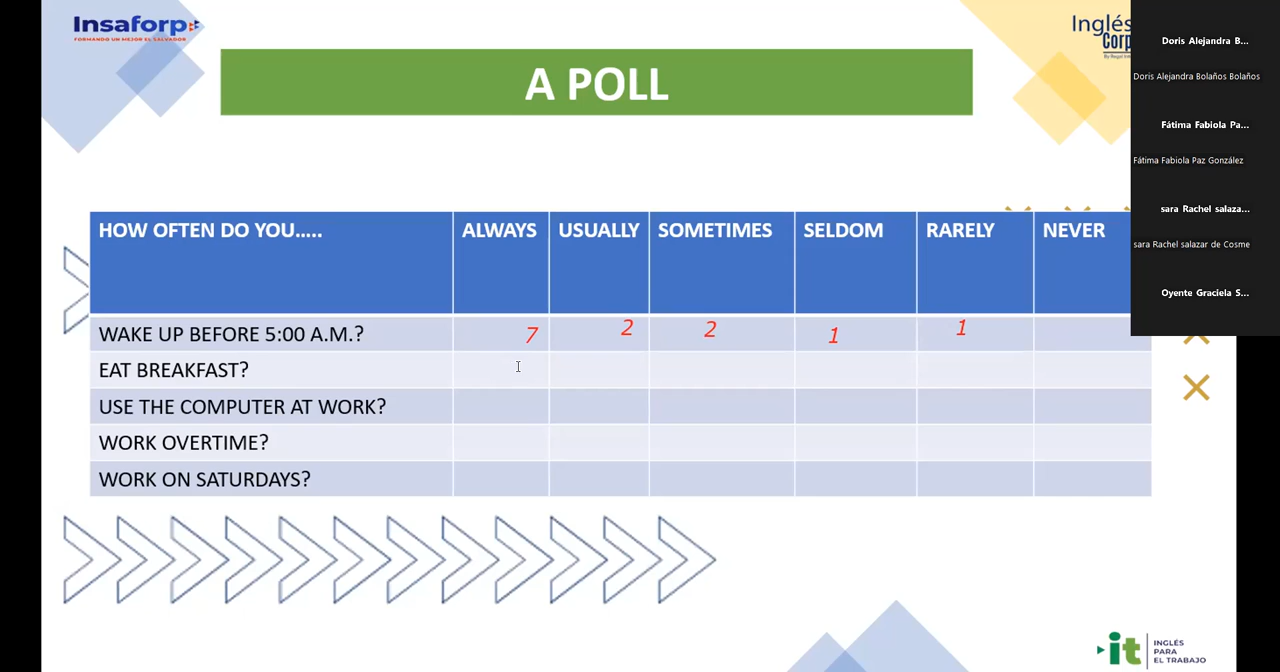 Insaforp
FORMANDO UN MEJOR EL SALVADOR
Inglés
Corp
A POLL
Doris Alejandra B...
Doris Alejandra Bolaños Bolaños
Fátima Fabiola Pa...
Fátima Fabiola Paz González
sara Rachel salaza...
sara Rachel salazar de Cosme
Oyente Graciela S...
HOW OFTEN DO YOU..... ALWAYS USUALLY SOMETIMES SELDOM RARELY NEVER
WAKE UP BEFORE 5:00 A.M.? 7 2 2 1 1
EAT BREAKFAST?
USE THE COMPUTER AT WORK?
WORK OVERTIME?
WORK ON SATURDAYS?
it INGLÉS
PARA
EL TRABAJO